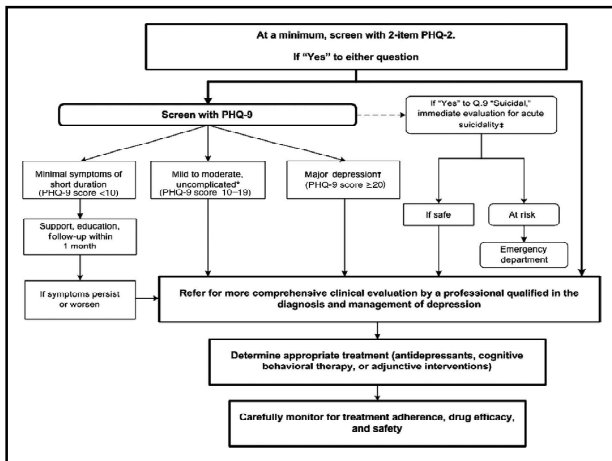 At a minimum, screen with 2-item PHQ-2.
If “Yes” to either question
Screen with PHQ-9
If “Yes” to Q.9 “Suicidal,”
immediate evaluation for acute
suicidality‡
Minimal symptoms of
short duration
(PHQ-9 score <10)
Mild to moderate,
uncomplicated*
(PHQ-9 score 10–19)
Major depression†
(PHQ-9 score ≥20)
Support, education,
follow-up within
1 month
If safe
At risk
Emergency
department
If symptoms persist
or worsen
Refer for more comprehensive clinical evaluation by a professional qualified in the
diagnosis and management of depression
Determine appropriate treatment (antidepressants, cognitive
behavioral therapy, or adjunctive interventions)
Carefully monitor for treatment adherence, drug efficacy,
and safety